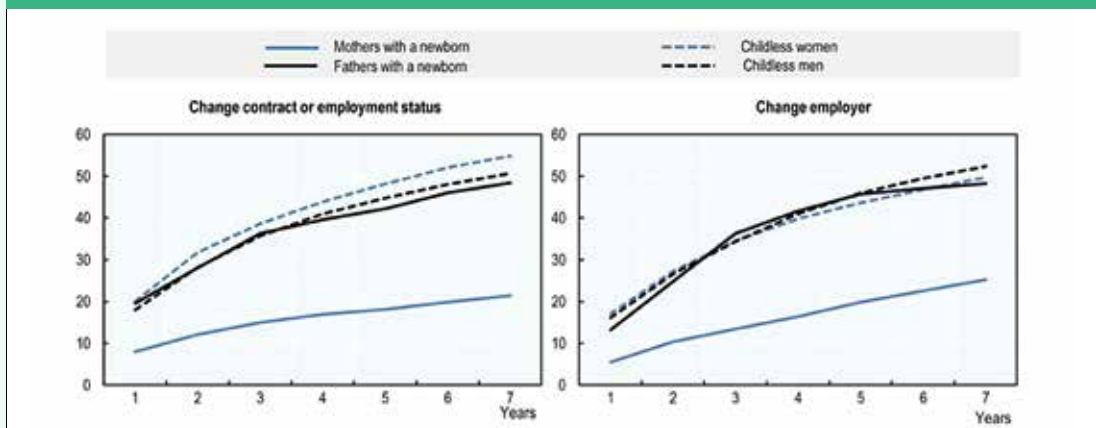 Mothers with a newborn
Childless women
Fathers with a newborn
Childless men
Change contract or employment status
Change employer
60
50
40
30
20
10
0
1 2 3 4 5 6 7
Years
60
50
40
30
20
10
0
1 2 3 4 5 6 7
Years